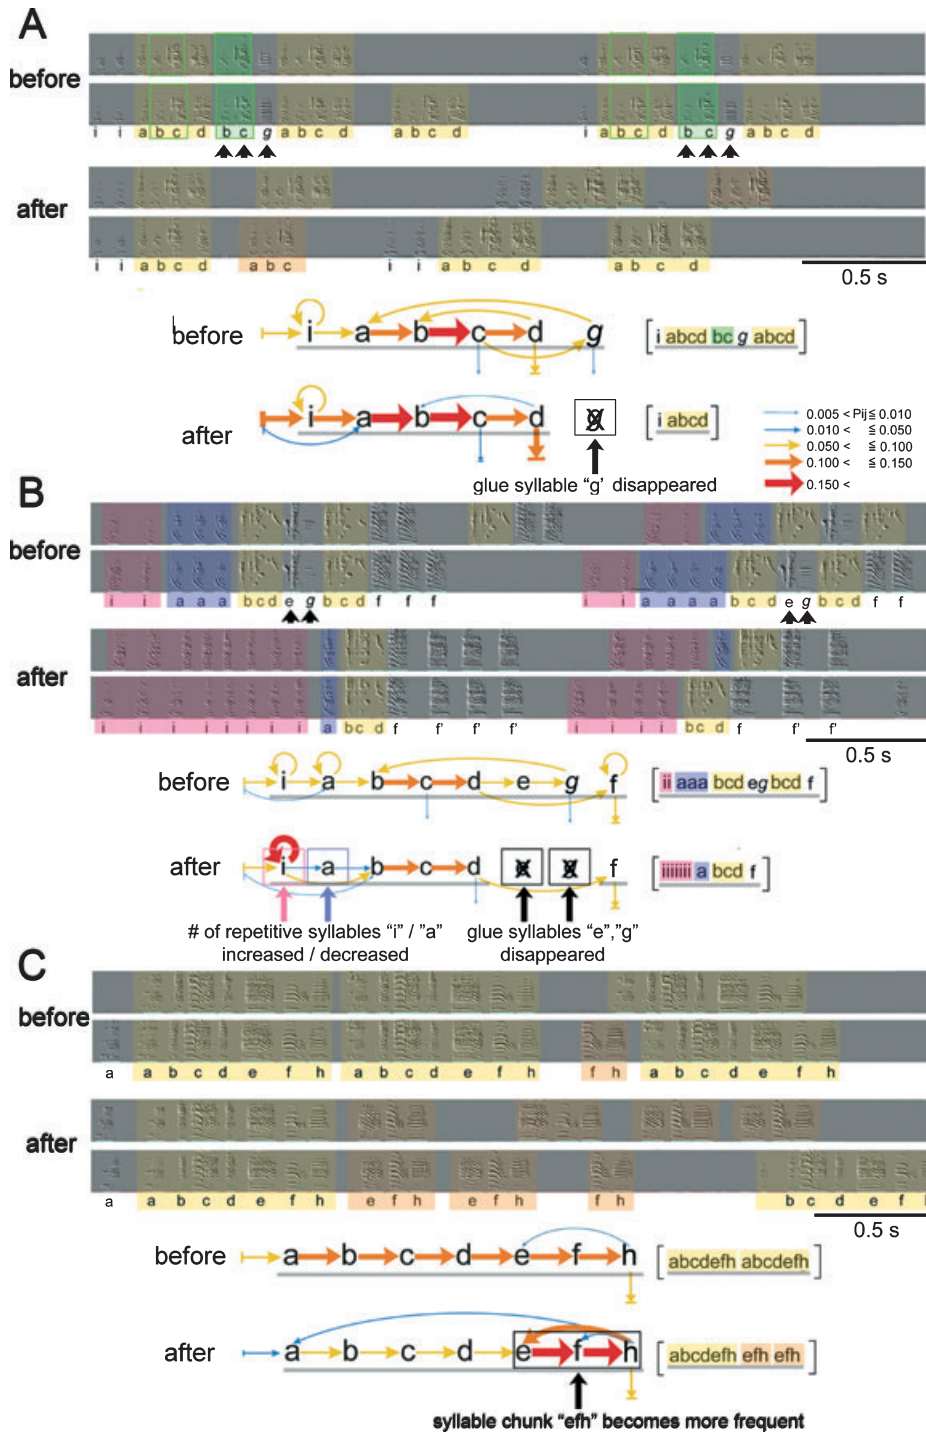 A
before
i i a b c d b c g a b c d a b c d i a b c d b c g a b c d
after
i i a b c d a b c i i a b c d a b c d
0.5 s
before i a b c d g [i abcd bc g abcd]
after i a b c d g [i abcd]
glue syllable "g' disappeared
0.005 < Pij ≦ 0.010
0.010 < ≦ 0.050
0.050 < ≦ 0.100
0.100 < ≦ 0.150
0.150 <
B
before
i i a a a b c d e g b c d f f f i i a a a a b c d e g b c d f f
after
i i i i i i i a b c d f f' f' f' i i i i b c d f f' f'
0.5 s
before i a b c d e g f [ii aaa bcd eg bcd f]
after i a b c d e g f [iiiiiii a bcd f]
# of repetitive syllables "i" / "a"
increased / decreased
glue syllables "e","g"
disappeared
C
before
a a b c d e f h a b c d e f h f h a b c d e f h
after
a a b c d e f h e f h e f h f h b c d e f
0.5 s
before a b c d e f h [abcdefh abcdefh]
after a b c d e f h [abcdefh efh efh]
syllable chunk "efh" becomes more frequent